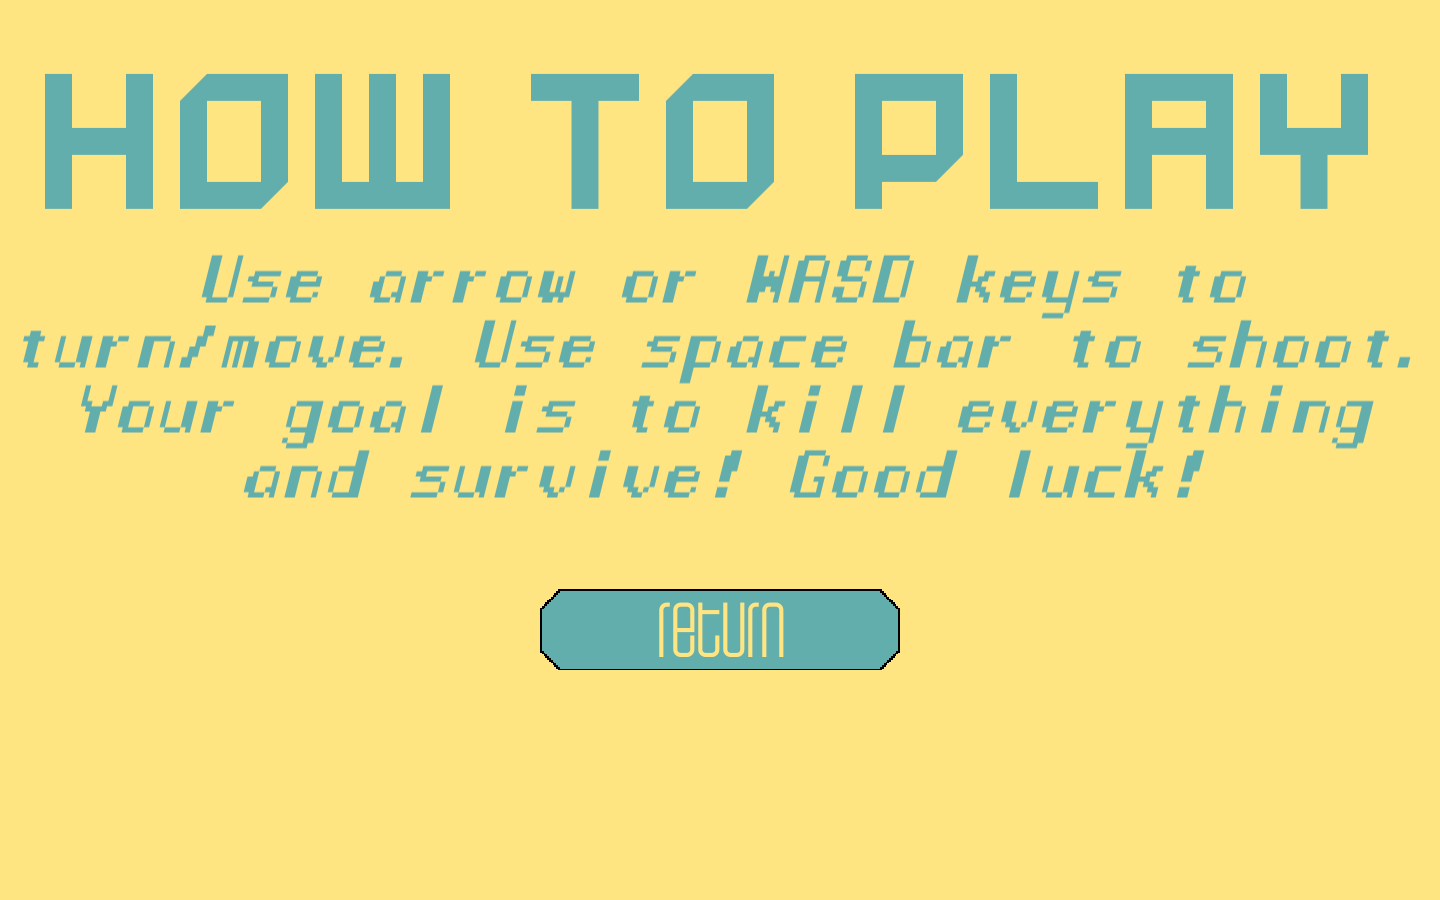 HOW TO PLAY
Use arrow or WASD keys to
turn/move. Use space bar to shoot.
Your goal is to kill everything
and survive! Good luck!
return